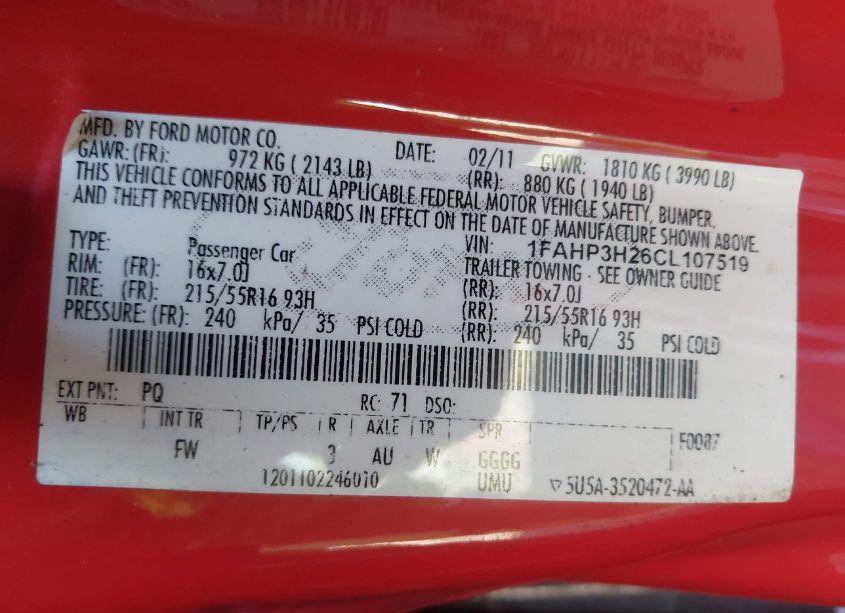 MFD. BY FORD MOTOR CO. DATE: 02/11 GVWR: 1810 KG ( 3990 LB)
GAWR: (FR): 972 KG ( 2143 LB) (RR): 880 KG ( 1940 LB)
THIS VEHICLE CONFORMS TO ALL APPLICABLE FEDERAL MOTOR VEHICLE SAFETY, BUMPER,
AND THEFT PREVENTION STANDARDS IN EFFECT ON THE DATE OF MANUFACTURE SHOWN ABOVE.
VIN: 1FAHP3H26CL107519
TYPE: Passenger Car TRAILER TOWING - SEE OWNER GUIDE
RIM: (FR): 16x7.0J (RR): 16x7.0J
TIRE: (FR): 215/55R16 93H (RR): 215/55R16 93H
PRESSURE: (FR): 240 kPa/ 35 PSI COLD (RR): 240 kPa/ 35 PSI COLD
EXT PNT: PQ RC: 71 DSO:
WB INT TR TP/PS R AXLE TR SPR F0087
FW 3 AU W GGGG
1201102246010 UMU 5U5A-3520472-AA